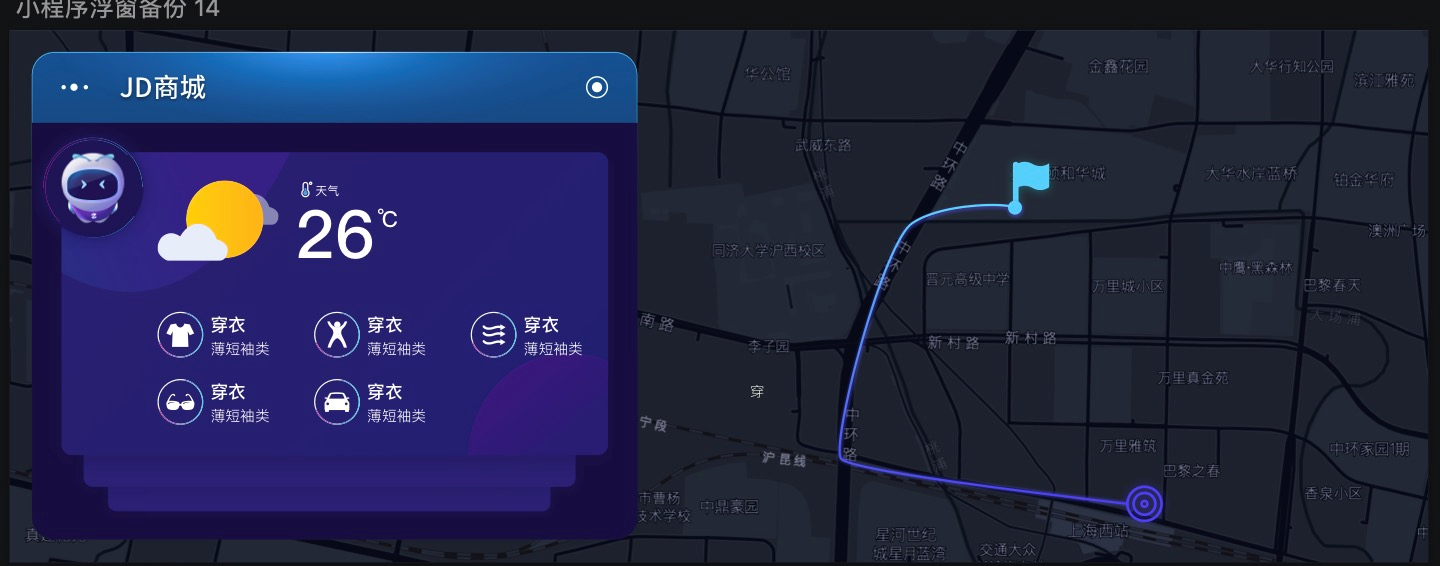 小程序浮窗备份 14
JD商城
天气
26℃
穿衣
薄短袖类
穿衣
薄短袖类
穿衣
薄短袖类
穿衣
薄短袖类
穿衣
薄短袖类
华公馆
金鑫花园
大华行知公园
滨江雅苑
武威东路
中环路
颐和华城
大华水岸蓝桥
铂金华府
澳洲广场
同济大学沪西校区
中环路
晋元高级中学
中鹰·黑森林
万里城小区
巴黎春天
大场浦
南路
李子园
新村路
新村路
万里真金苑
穿
中环路
宁段
沪昆线
万里雅筑
中环家园1期
巴黎之春
香泉小区
市曹杨
技术学校
中鼎豪园
上海西站
星河世纪
城星月蓝湾
交通大众